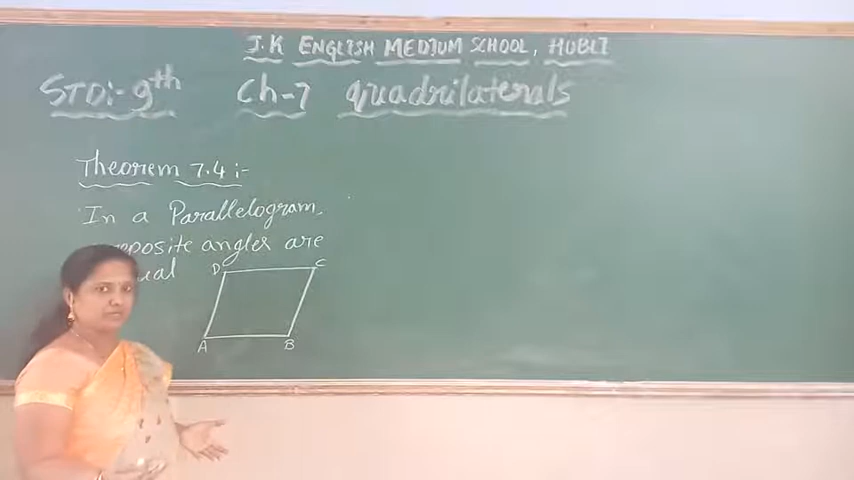 J.K ENGLISH MEDIUM SCHOOL, HUBLI
STD:- 9th Ch-7 quadrilaterals
Theorem 7.4 :-
In a Parallelogram,
angles are
D C
A B